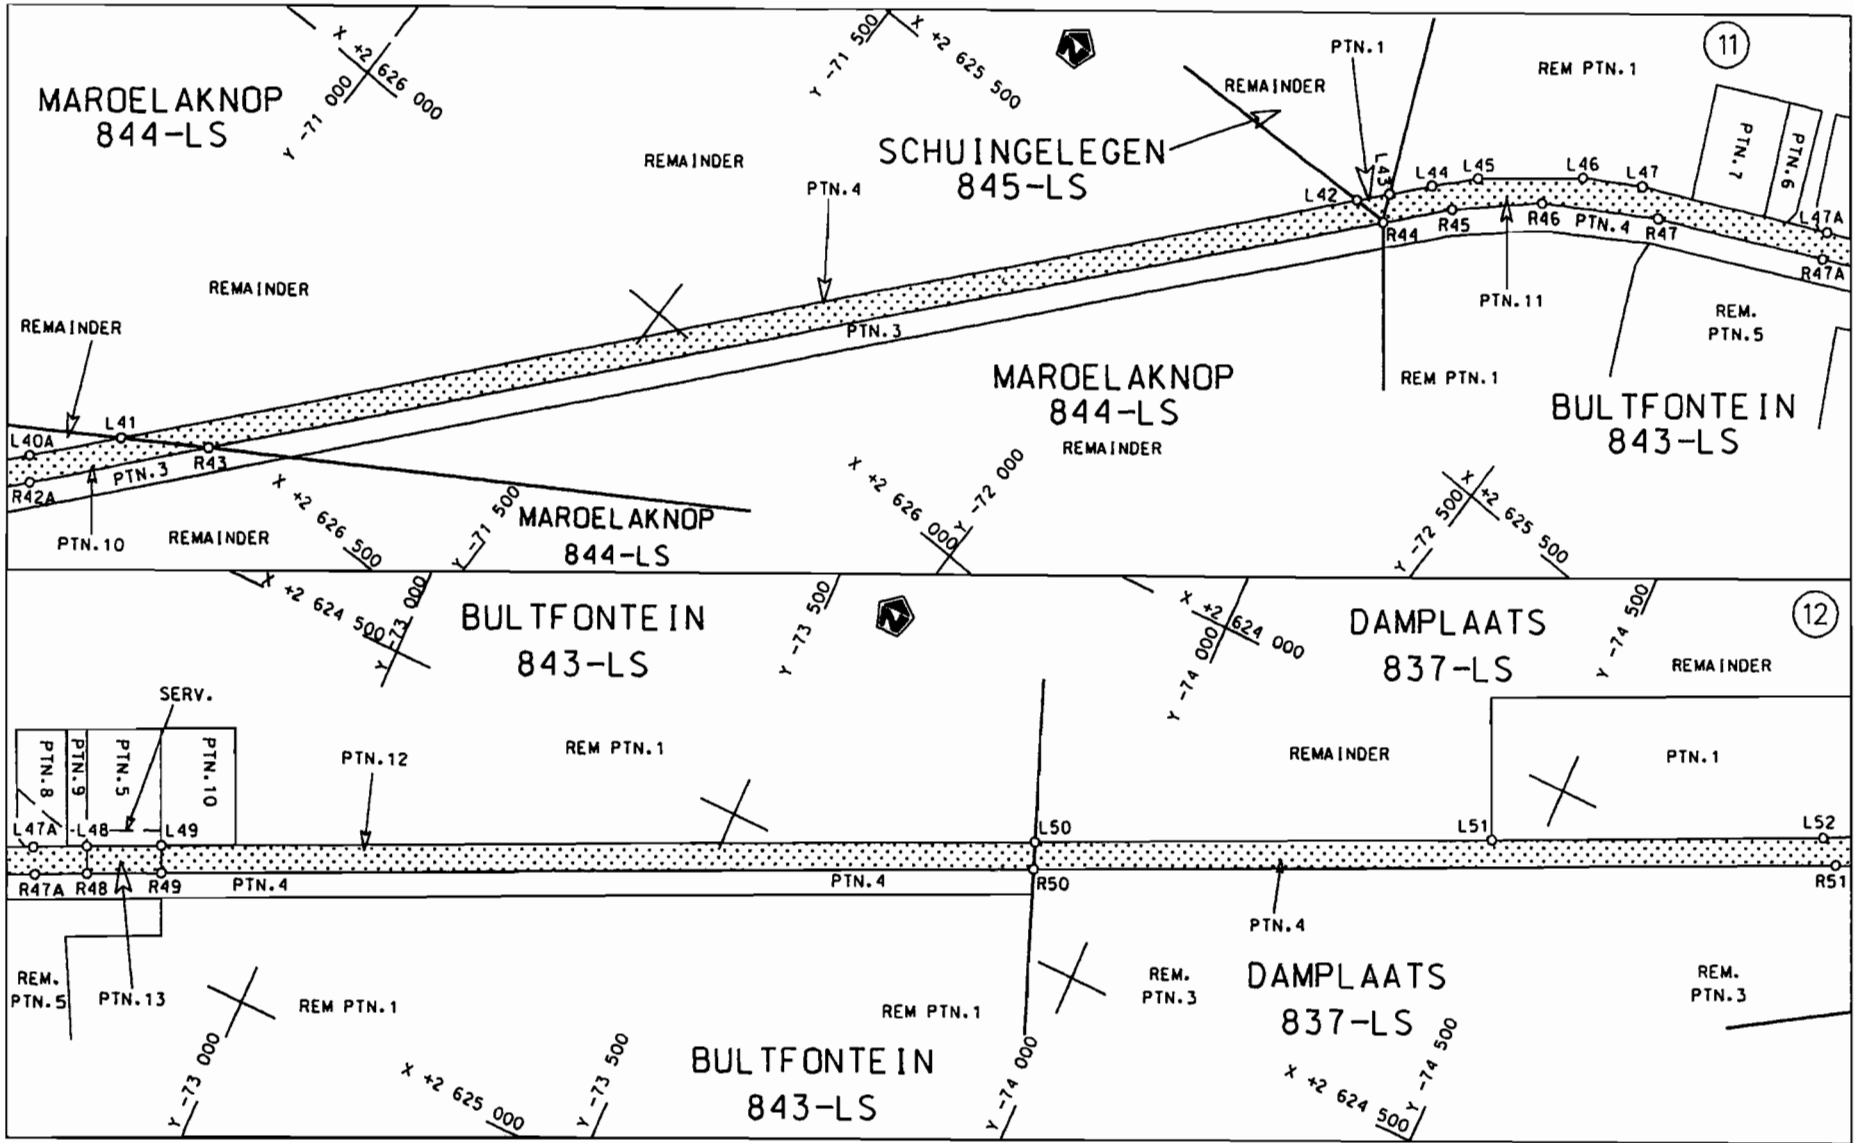 X +2 626 000
Y -71 000
Y -71 500
X +2 625 500
PTN.1
REM PTN.1
11
MAROELAKNOP
844-LS
REMAINDER
REMAINDER
PTN.4
SCHUINGELEGEN
845-LS
L42
L43
L44
L45
L46
L47
PTN.7
PTN.6
L47A
R44
R45
R46
PTN.4
R47
R47A
PTN.11
REMAINDER
REMAINDER
PTN.3
REM.
PTN.5
MAROELAKNOP
844-LS
REMAINDER
REM PTN.1
BULTFONTEIN
843-LS
L40A
L41
R42A
PTN.3
R43
PTN.10
REMAINDER
X +2 626 500
Y -71 500
MAROELAKNOP
844-LS
X +2 626 000
Y -72 000
Y -72 500
X +2 625 500
X +2 624 500
Y -73 000
BULTFONTEIN
843-LS
Y -73 500
X +2 624 000
Y -74 000
DAMPLAATS
837-LS
Y -74 500
REMAINDER
12
SERV.
PTN.8
PTN.9
PTN.5
PTN.10
PTN.12
REM PTN.1
REMAINDER
PTN.1
L47A
L48
L49
L50
L51
L52
R47A
R48
R49
PTN.4
PTN.4
R50
R51
PTN.4
REM.
PTN.5
PTN.13
REM PTN.1
REM PTN.1
REM.
PTN.3
DAMPLAATS
837-LS
REM.
PTN.3
Y -73 000
X +2 625 000
Y -73 500
BULTFONTEIN
843-LS
Y -74 000
X +2 624 500
Y -74 500